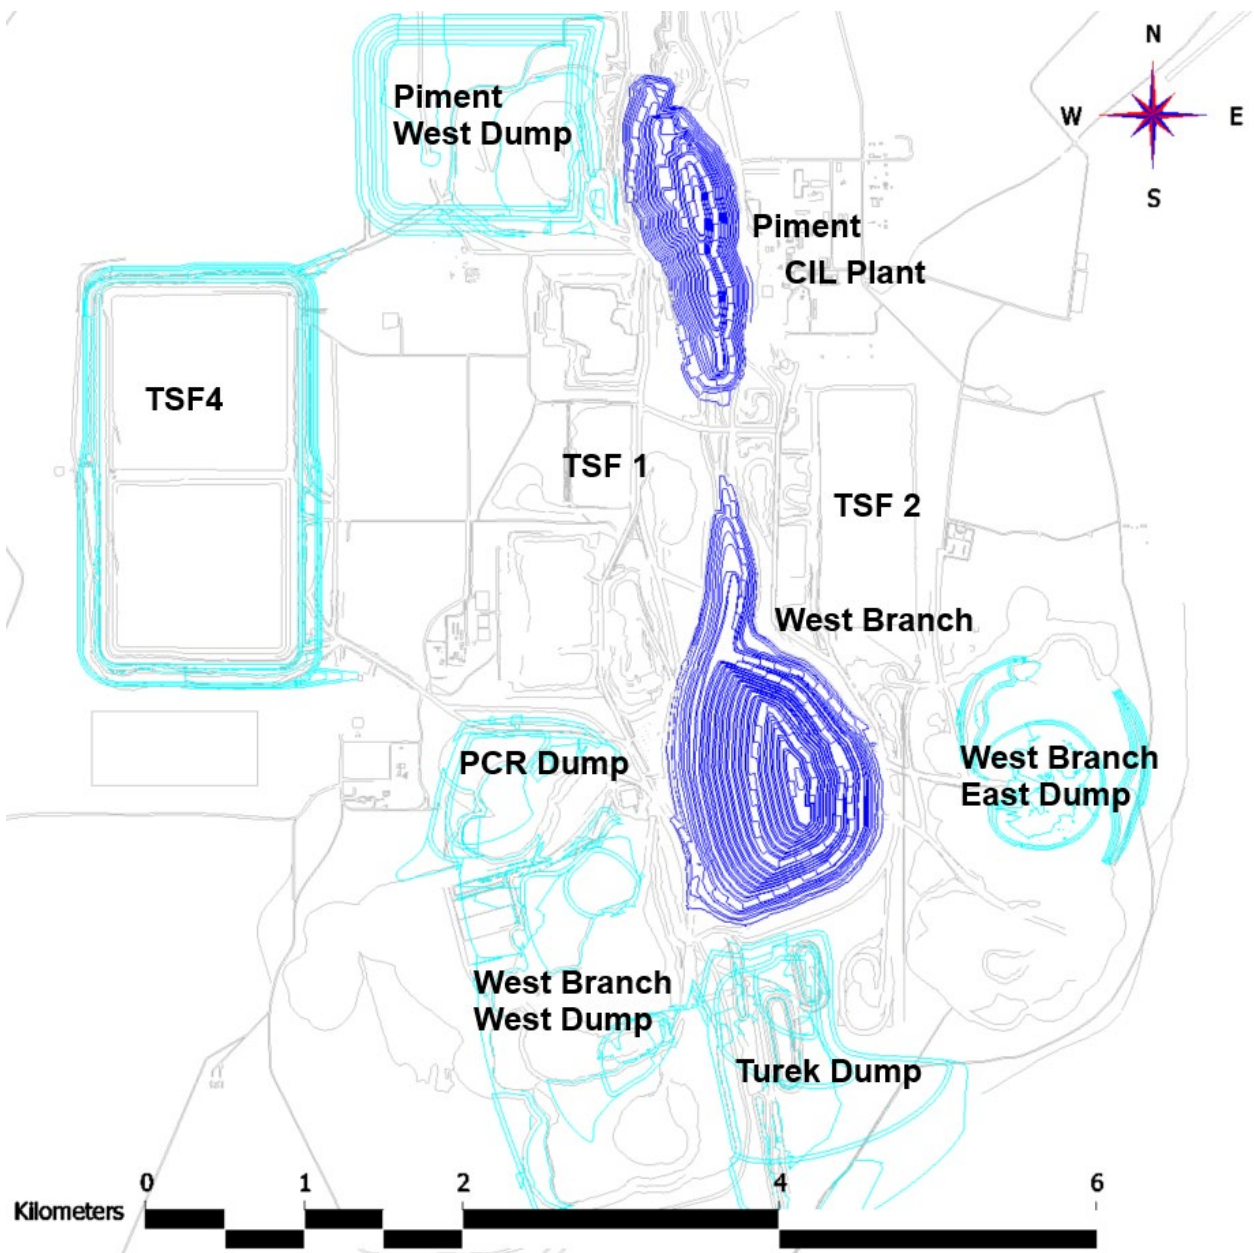 N
W
E
S
Piment
West Dump
Piment
CIL Plant
TSF4
TSF 1
TSF 2
West Branch
PCR Dump
West Branch
East Dump
West Branch
West Dump
Turek Dump
0 1 2 4 6
Kilometers